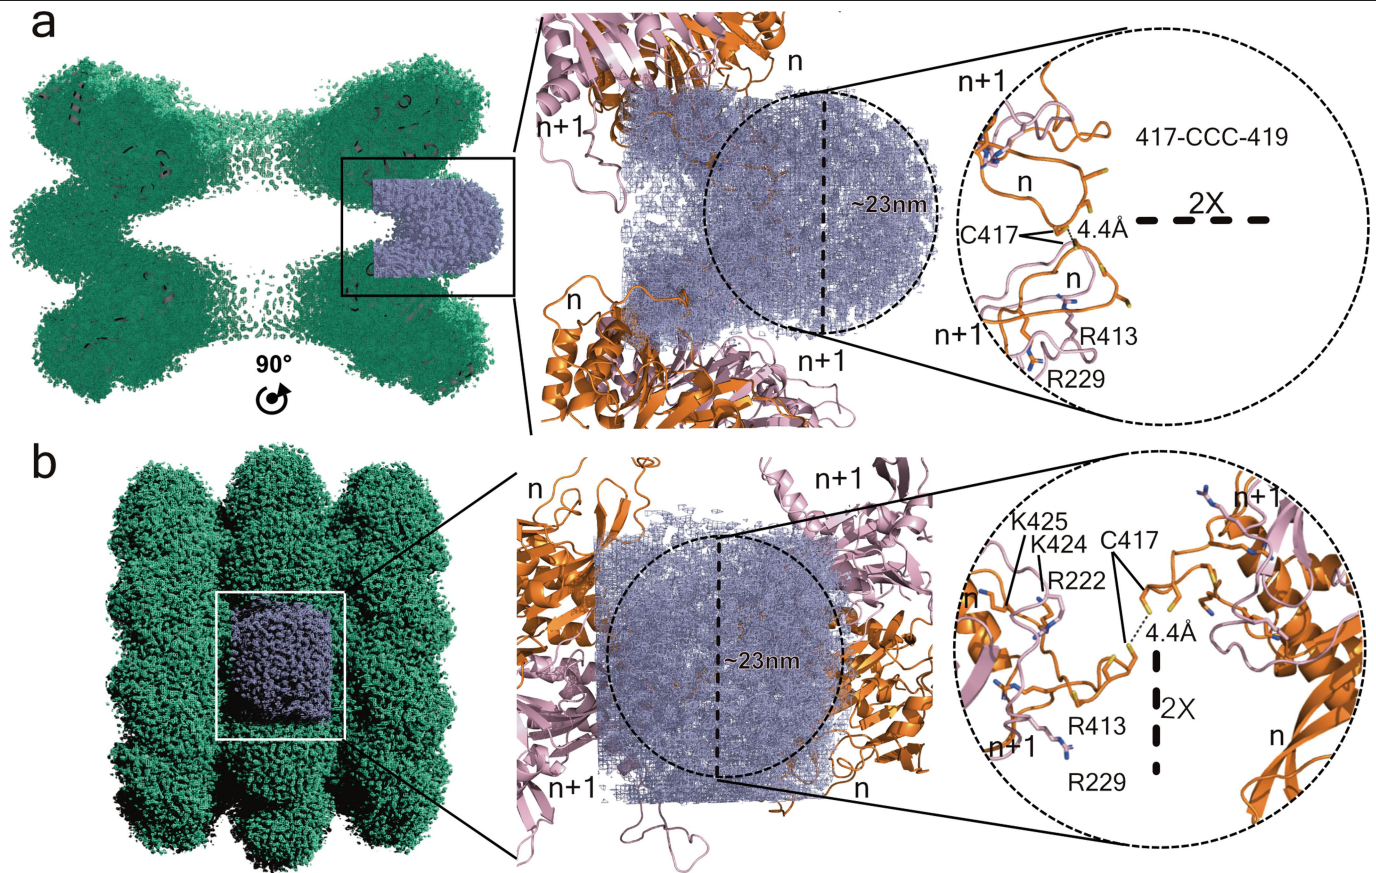 a
n
n+1
~23nm
n
n+1
n+1
417-CCC-419
n
2X
C417
4.4Å
n
n+1
R413
R229
90°
b
n
n+1
~23nm
n+1
n
K425
K424
C417
n+1
R222
n
4.4Å
2X
R413
n
n+1
R229